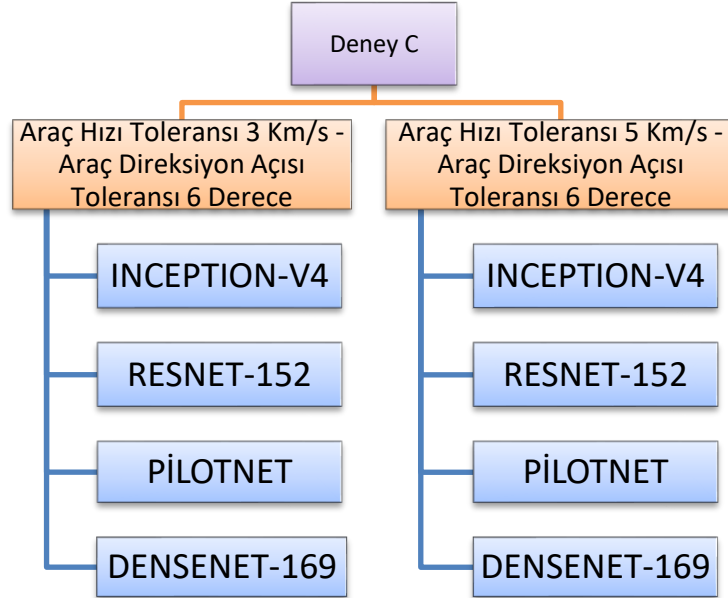 Deney C
Araç Hızı Toleransı 3 Km/s -
Araç Direksiyon Açısı
Toleransı 6 Derece
INCEPTION-V4
RESNET-152
PİLOTNET
DENSENET-169
Araç Hızı Toleransı 5 Km/s -
Araç Direksiyon Açısı
Toleransı 6 Derece
INCEPTION-V4
RESNET-152
PİLOTNET
DENSENET-169